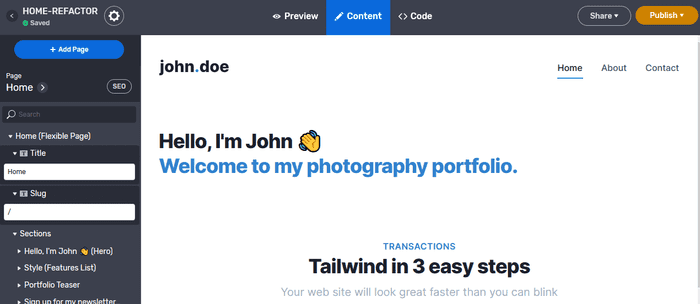 HOME-REFACTOR
Saved
Preview
Content
Code
Share
Publish
+ Add Page
Page
Home
SEO
Search
Home (Flexible Page)
Title
Home
Slug
/
Sections
Hello, I'm John 👋 (Hero)
Style (Features List)
Portfolio Teaser
Sign up for my newsletter...
john.doe
Home About Contact
Hello, I'm John 👋
Welcome to my photography portfolio.
TRANSACTIONS
Tailwind in 3 easy steps
Your web site will look great faster than you can blink